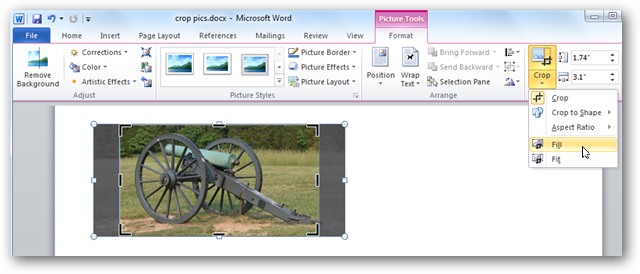 crop pics.docx - Microsoft Word
Picture Tools
File Home Insert Page Layout References Mailings Review View Format
Remove Background
Corrections
Color
Artistic Effects
Adjust
Picture Border
Picture Effects
Picture Layout
Picture Styles
Position
Wrap Text
Bring Forward
Send Backward
Selection Pane
Arrange
Crop
1.74"
3.1"
Crop
Crop to Shape
Aspect Ratio
Fill
Fit